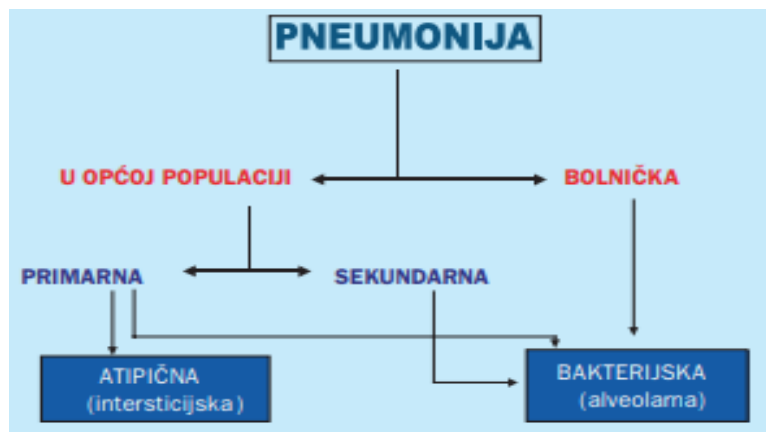 PNEUMONIJA
U OPĆOJ POPULACIJI
BOLNIČKA
PRIMARNA
SEKUNDARNA
ATIPIČNA
(intersticijska)
BAKTERIJSKA
(alveolarna)